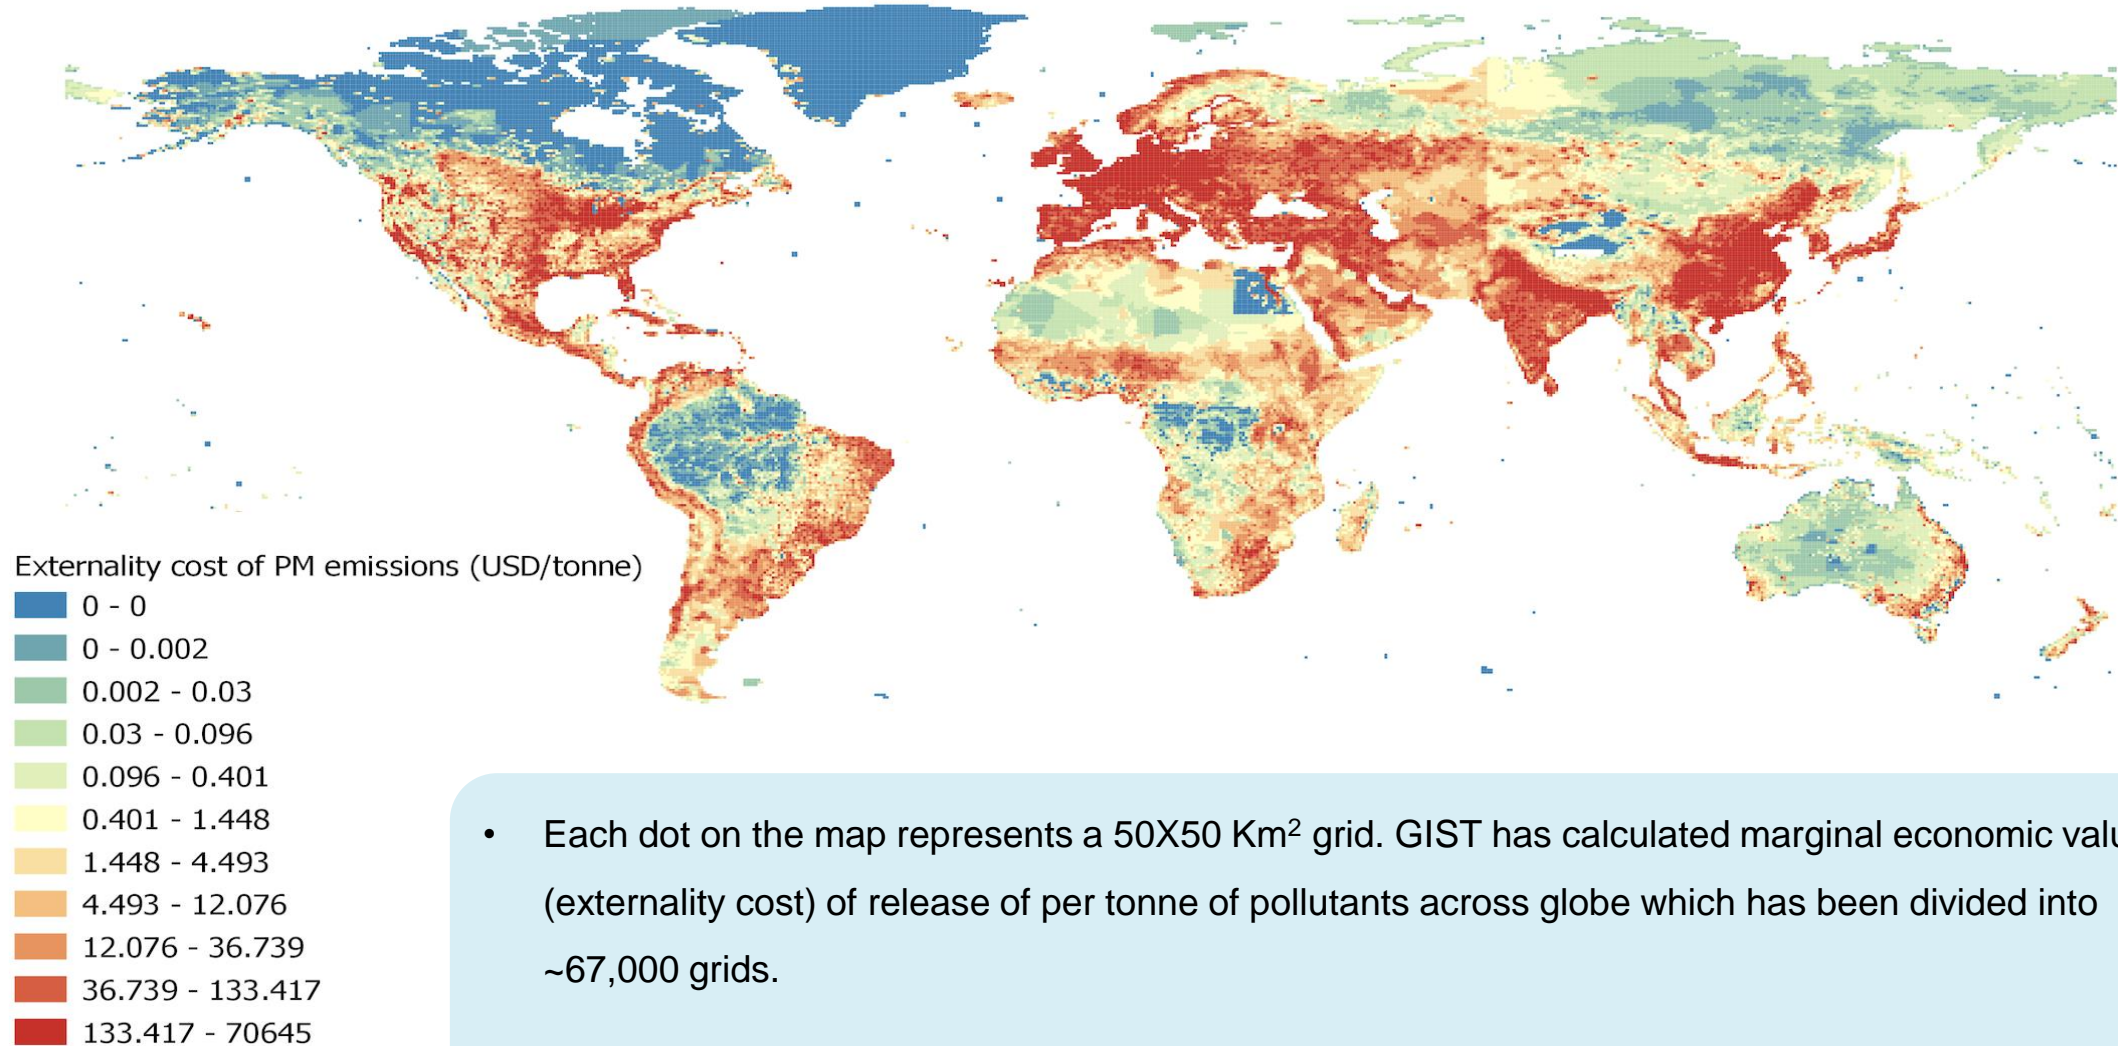 Externality cost of PM emissions (USD/tonne)
0 - 0
0 - 0.002
0.002 - 0.03
0.03 - 0.096
0.096 - 0.401
0.401 - 1.448
1.448 - 4.493
4.493 - 12.076
12.076 - 36.739
36.739 - 133.417
133.417 - 70645
• Each dot on the map represents a 50X50 Km² grid. GIST has calculated marginal economic valu
(externality cost) of release of per tonne of pollutants across globe which has been divided into
~67,000 grids.